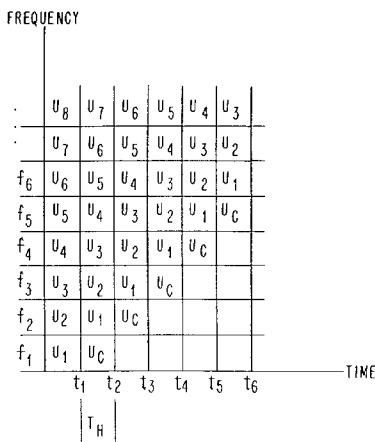 FREQUENCY
. U8 U7 U6 U5 U4 U3
. U7 U6 U5 U4 U3 U2
f6 U6 U5 U4 U3 U2 U1
f5 U5 U4 U3 U2 U1 UC
f4 U4 U3 U2 U1 UC
f3 U3 U2 U1 UC
f2 U2 U1 UC
f1 U1 UC
t1 t2 t3 t4 t5 t6 TIME
TH